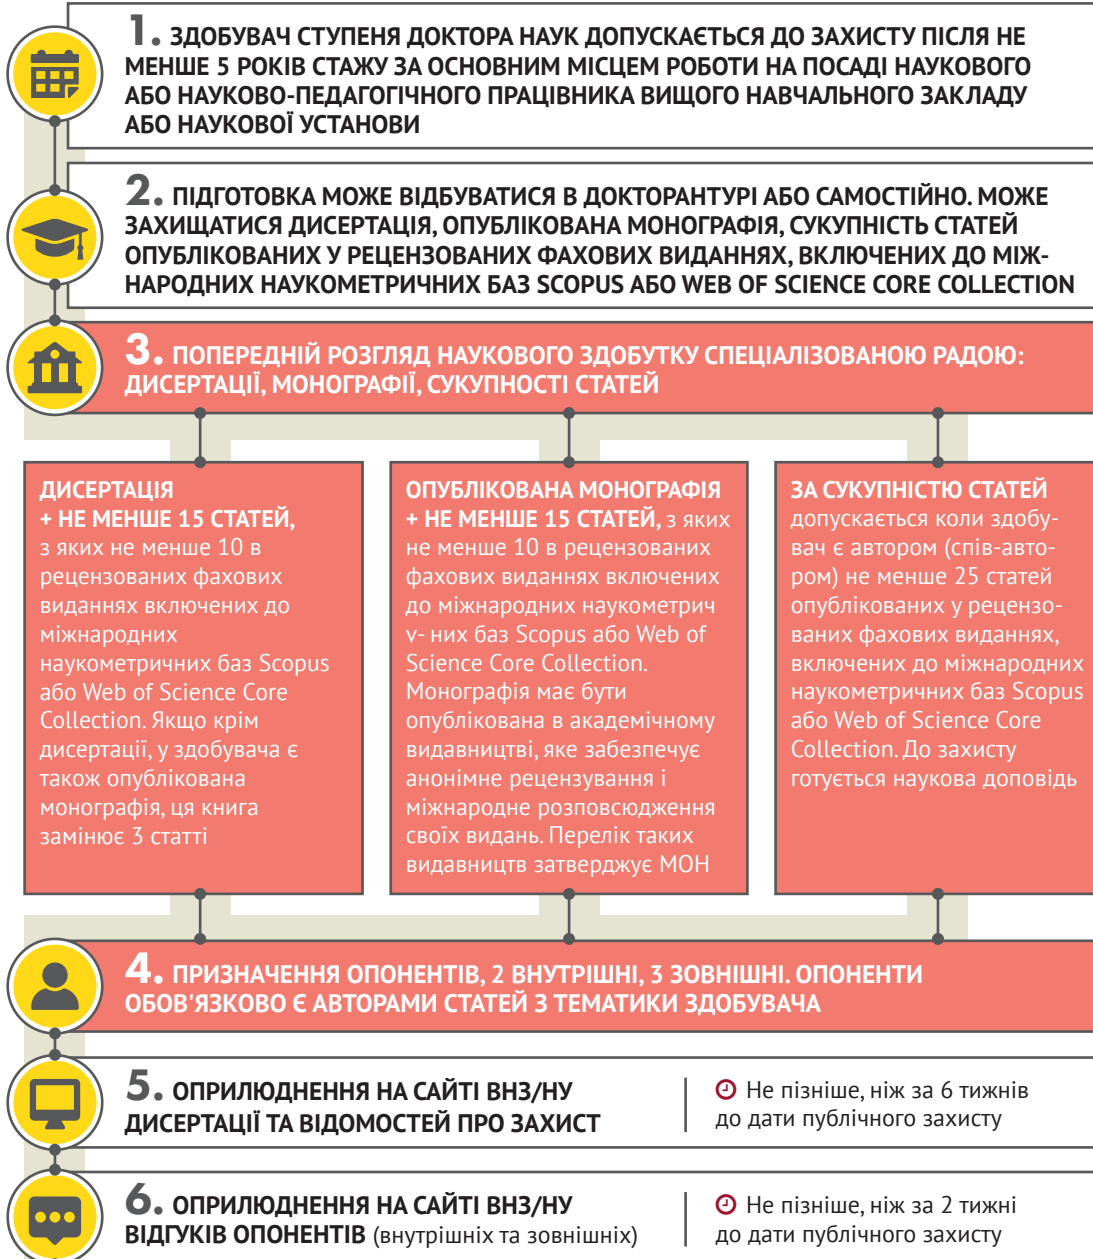 1. ЗДОБУВАЧ СТУПЕНЯ ДОКТОРА НАУК ДОПУСКАЄТЬСЯ ДО ЗАХИСТУ ПІСЛЯ НЕ
МЕНШЕ 5 РОКІВ СТАЖУ ЗА ОСНОВНИМ МІСЦЕМ РОБОТИ НА ПОСАДІ НАУКОВОГО
АБО НАУКОВО-ПЕДАГОГІЧНОГО ПРАЦІВНИКА ВИЩОГО НАВЧАЛЬНОГО ЗАКЛАДУ
АБО НАУКОВОЇ УСТАНОВИ
2. ПІДГОТОВКА МОЖЕ ВІДБУВАТИСЯ В ДОКТОРАНТУРІ АБО САМОСТІЙНО. МОЖЕ
ЗАХИЩАТИСЯ ДИСЕРТАЦІЯ, ОПУБЛІКОВАНА МОНОГРАФІЯ, СУКУПНІСТЬ СТАТЕЙ
ОПУБЛІКОВАНИХ У РЕЦЕНЗОВАНИХ ФАХОВИХ ВИДАННЯХ, ВКЛЮЧЕНИХ ДО МІЖ-
НАРОДНИХ НАУКОМЕТРИЧНИХ БАЗ SCOPUS АБО WEB OF SCIENCE CORE COLLECTION
3. ПОПЕРЕДНІЙ РОЗГЛЯД НАУКОВОГО ЗДОБУТКУ СПЕЦІАЛІЗОВАНОЮ РАДОЮ:
ДИСЕРТАЦІЇ, МОНОГРАФІЇ, СУКУПНОСТІ СТАТЕЙ
ДИСЕРТАЦІЯ
+ НЕ МЕНШЕ 15 СТАТЕЙ,
з яких не менше 10 в
рецензованих фахових
виданнях включених до
міжнародних
наукометричних баз Scopus
або Web of Science Core
Collection. Якщо крім
дисертації, у здобувача є
також опублікована
монографія, ця книга
замінює 3 статті
ОПУБЛІКОВАНА МОНОГРАФІЯ
+ НЕ МЕНШЕ 15 СТАТЕЙ, з яких
не менше 10 в рецензованих
фахових виданнях включених
до міжнародних наукометрич
v- них баз Scopus або Web of
Science Core Collection.
Монографія має бути
опублікована в академічному
видавництві, яке забезпечує
анонімне рецензування і
міжнародне розповсюдження
своїх видань. Перелік таких
видавництв затверджує МОН
ЗА СУКУПНІСТЮ СТАТЕЙ
допускається коли здобу-
вач є автором (спів-авто-
ром) не менше 25 статей
опублікованих у рецензо-
ваних фахових виданнях,
включених до міжнародних
наукометричних баз Scopus
або Web of Science Core
Collection. До захисту
готується наукова доповідь
4. ПРИЗНАЧЕННЯ ОПОНЕНТІВ, 2 ВНУТРІШНІ, 3 ЗОВНІШНІ. ОПОНЕНТИ
ОБОВ'ЯЗКОВО Є АВТОРАМИ СТАТЕЙ З ТЕМАТИКИ ЗДОБУВАЧА
5. ОПРИЛЮДНЕННЯ НА САЙТІ ВНЗ/НУ
ДИСЕРТАЦІЇ ТА ВІДОМОСТЕЙ ПРО ЗАХИСТ
Не пізніше, ніж за 6 тижнів
до дати публічного захисту
6. ОПРИЛЮДНЕННЯ НА САЙТІ ВНЗ/НУ
ВІДГУКІВ ОПОНЕНТІВ (внутрішніх та зовнішніх)
Не пізніше, ніж за 2 тижні
до дати публічного захисту